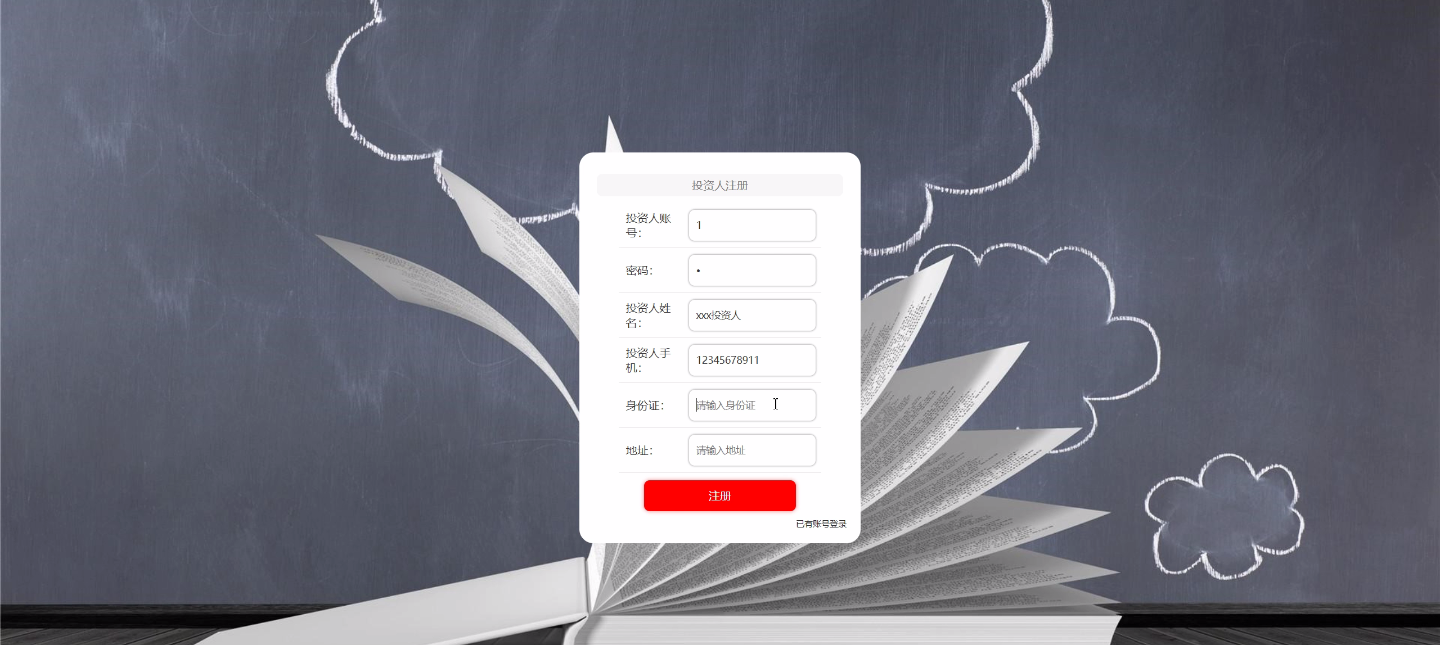 投资人注册
投资人账
号：
1
密码：
•
投资人姓
名：
xxx投资人
投资人手
机：
12345678911
身份证：
请输入身份证
地址：
请输入地址
注册
已有账号登录